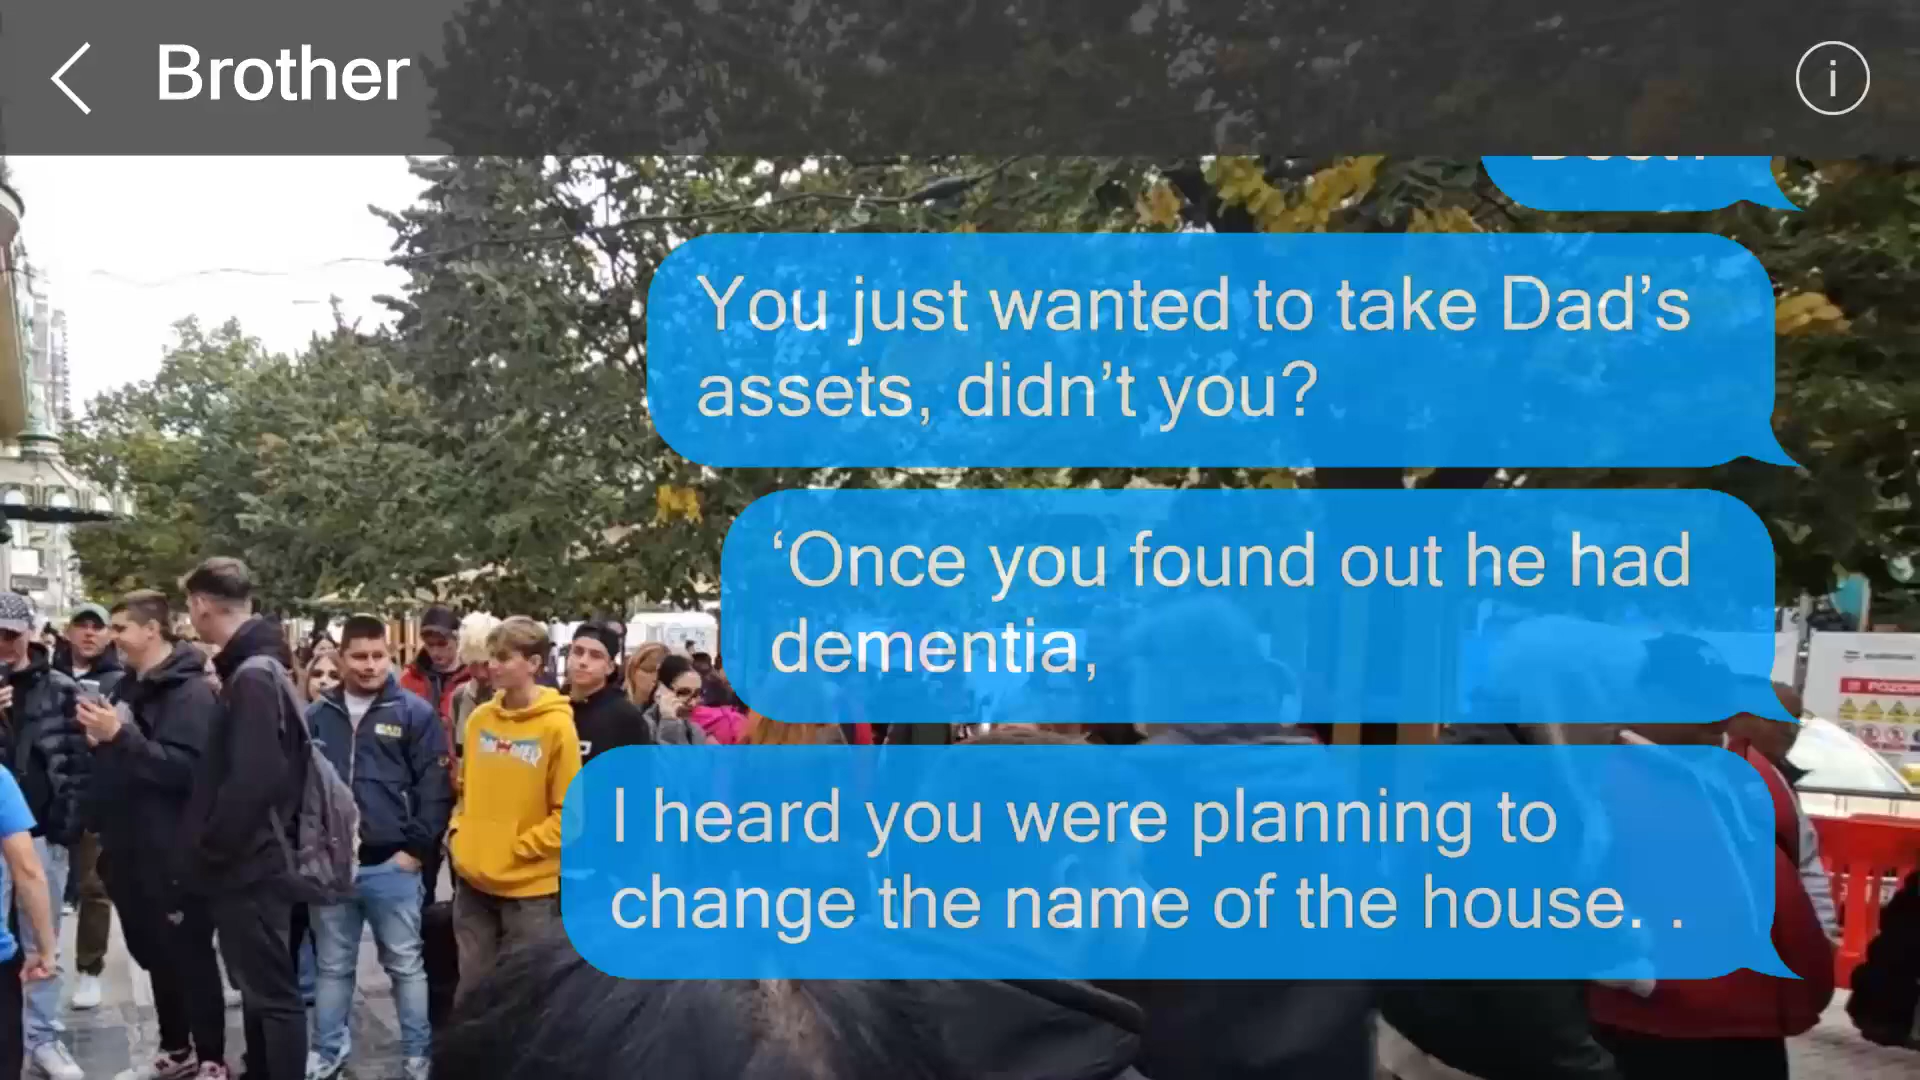 Brother
i
You just wanted to take Dad’s
assets, didn’t you?
‘Once you found out he had
dementia,
I heard you were planning to
change the name of the house. .